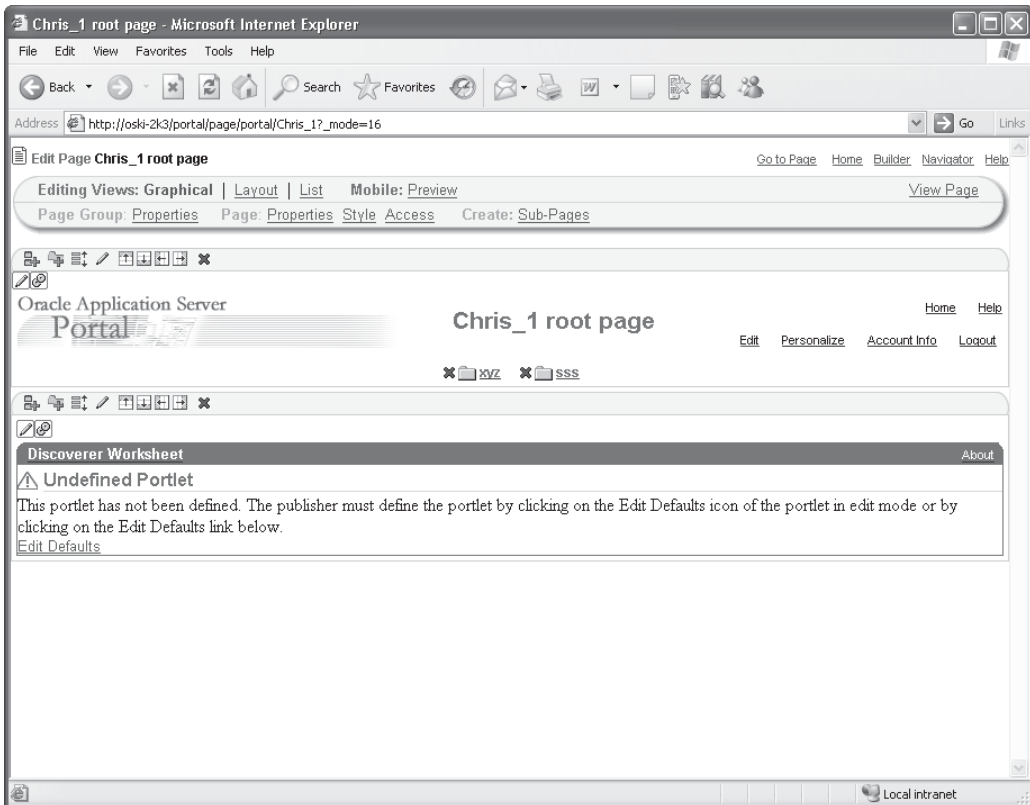 Chris_1 root page - Microsoft Internet Explorer
File Edit View Favorites Tools Help
Back Search Favorites W
Address http://oski-2k3/portal/page/portal/Chris_1?_mode=16 Go Links
Edit Page Chris_1 root page Go to Page Home Builder Navigator Help
Editing Views: Graphical | Layout | List Mobile: Preview View Page
Page Group: Properties Page: Properties Style Access Create: Sub-Pages
Oracle Application Server
Portal
Chris_1 root page
Home Help
Edit Personalize Account Info Logout
xyz sss
Discoverer Worksheet About
Undefined Portlet
This portlet has not been defined. The publisher must define the portlet by clicking on the Edit Defaults icon of the portlet in edit mode or by
clicking on the Edit Defaults link below.
Edit Defaults
Local intranet